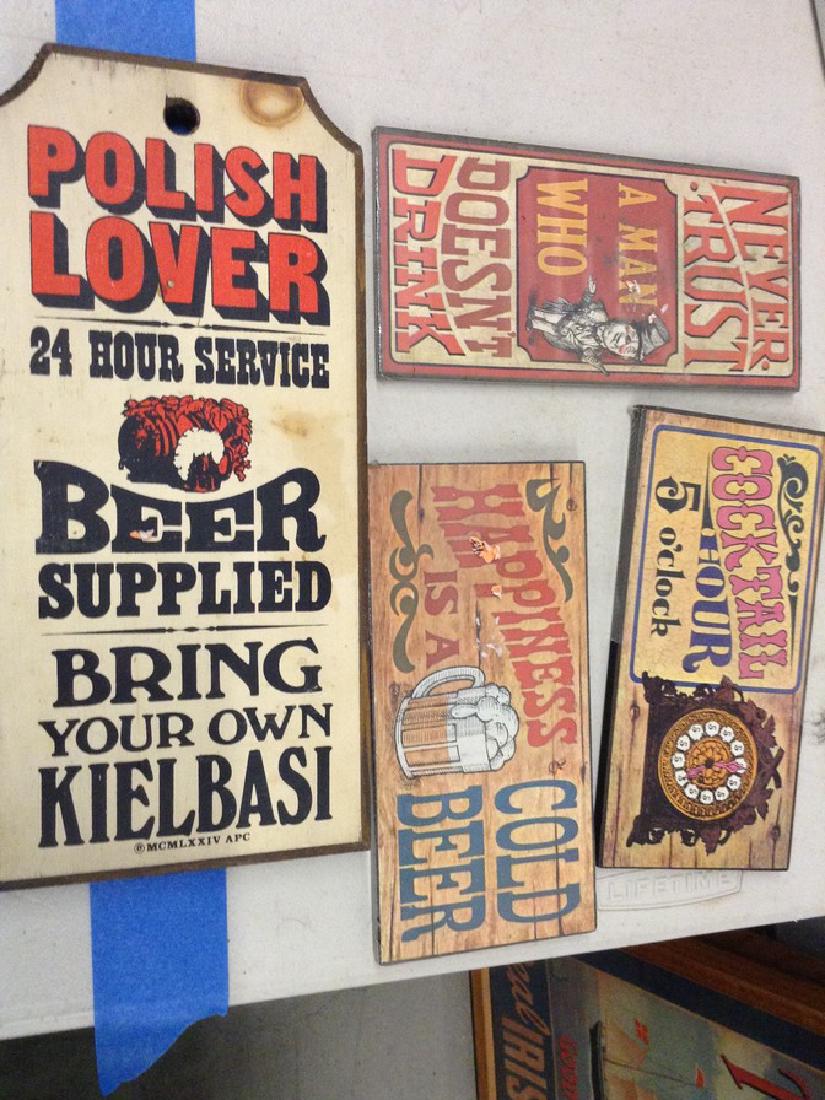 POLISH
LOVER
24 HOUR SERVICE
BEER
SUPPLIED
BRING
YOUR OWN
KIELBASI
©MCMLXXIV APC
NEVER
TRUST
A MAN
WHO
DOESN'T
DRINK
HAPPINESS
IS A
COLD
BEER
COCKTAIL
HOUR
5 o'clock
LIFETIME
IRIS